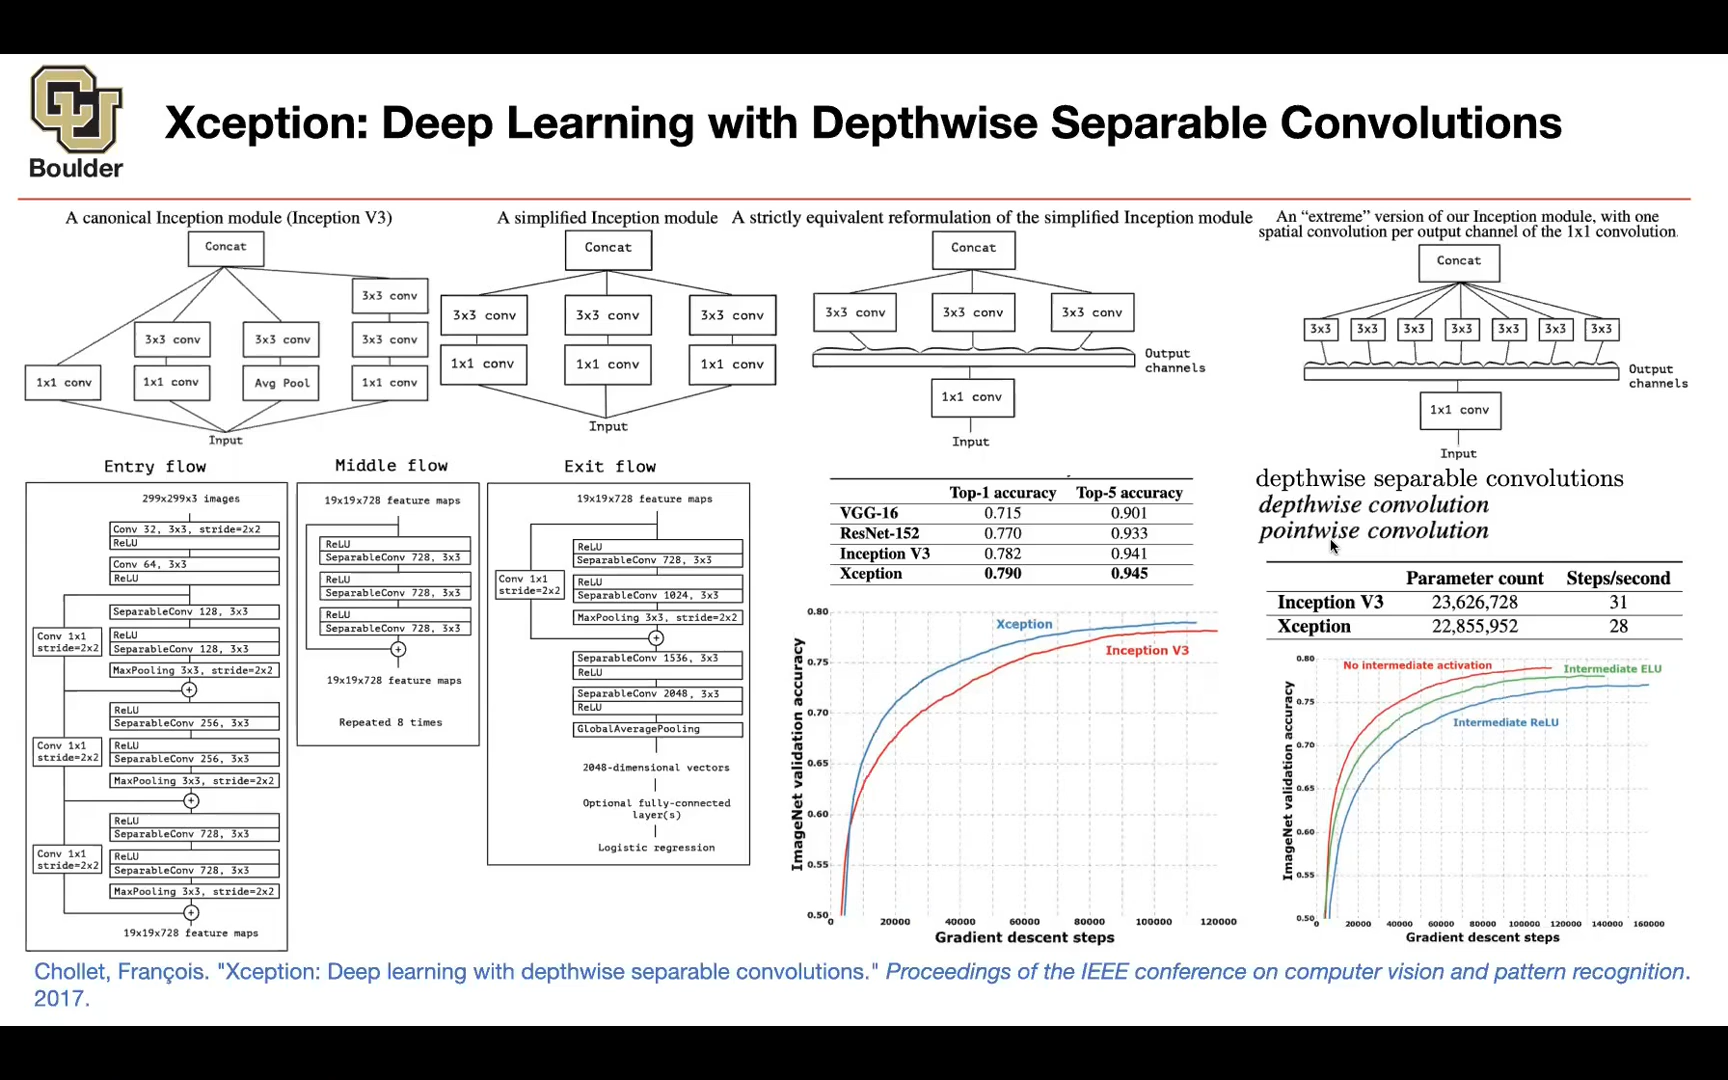 Boulder
Xception: Deep Learning with Depthwise Separable Convolutions
A canonical Inception module (Inception V3)
Concat
3x3 conv
3x3 conv
3x3 conv
3x3 conv
1x1 conv
1x1 conv
Avg Pool
1x1 conv
Input
A simplified Inception module
Concat
3x3 conv
3x3 conv
3x3 conv
1x1 conv
1x1 conv
1x1 conv
Input
A strictly equivalent reformulation of the simplified Inception module
Concat
3x3 conv
3x3 conv
3x3 conv
Output
channels
1x1 conv
Input
An “extreme” version of our Inception module, with one
spatial convolution per output channel of the 1x1 convolution.
Concat
3x3 3x3 3x3 3x3 3x3 3x3 3x3
Output
channels
1x1 conv
Input
Entry flow
299x299x3 images
Conv 32, 3x3, stride=2x2
ReLU
Conv 64, 3x3
ReLU
SeparableConv 128, 3x3
Conv 1x1
stride=2x2
ReLU
SeparableConv 128, 3x3
MaxPooling 3x3, stride=2x2
+
ReLU
SeparableConv 256, 3x3
Conv 1x1
stride=2x2
ReLU
SeparableConv 256, 3x3
MaxPooling 3x3, stride=2x2
+
ReLU
SeparableConv 728, 3x3
Conv 1x1
stride=2x2
ReLU
SeparableConv 728, 3x3
MaxPooling 3x3, stride=2x2
+
19x19x728 feature maps
Middle flow
19x19x728 feature maps
ReLU
SeparableConv 728, 3x3
ReLU
SeparableConv 728, 3x3
ReLU
SeparableConv 728, 3x3
+
19x19x728 feature maps
Repeated 8 times
Exit flow
19x19x728 feature maps
ReLU
SeparableConv 728, 3x3
Conv 1x1
stride=2x2
ReLU
SeparableConv 1024, 3x3
MaxPooling 3x3, stride=2x2
+
SeparableConv 1536, 3x3
ReLU
SeparableConv 2048, 3x3
ReLU
GlobalAveragePooling
2048-dimensional vectors
Optional fully-connected
layer(s)
Logistic regression
Top-1 accuracy Top-5 accuracy
VGG-16 0.715 0.901
ResNet-152 0.770 0.933
Inception V3 0.782 0.941
Xception 0.790 0.945
depthwise separable convolutions
depthwise convolution
pointwise convolution
Parameter count Steps/second
Inception V3 23,626,728 31
Xception 22,855,952 28
ImageNet validation accuracy
0.80
0.75
0.70
0.65
0.60
0.55
0.50
Xception
Inception V3
0 20000 40000 60000 80000 100000 120000
Gradient descent steps
ImageNet validation accuracy
0.80
0.75
0.70
0.65
0.60
0.55
0.50
No intermediate activation
Intermediate ELU
Intermediate ReLU
0 20000 40000 60000 80000 100000 120000 140000 160000
Gradient descent steps
Chollet, François. "Xception: Deep learning with depthwise separable convolutions." Proceedings of the IEEE conference on computer vision and pattern recognition.
2017.